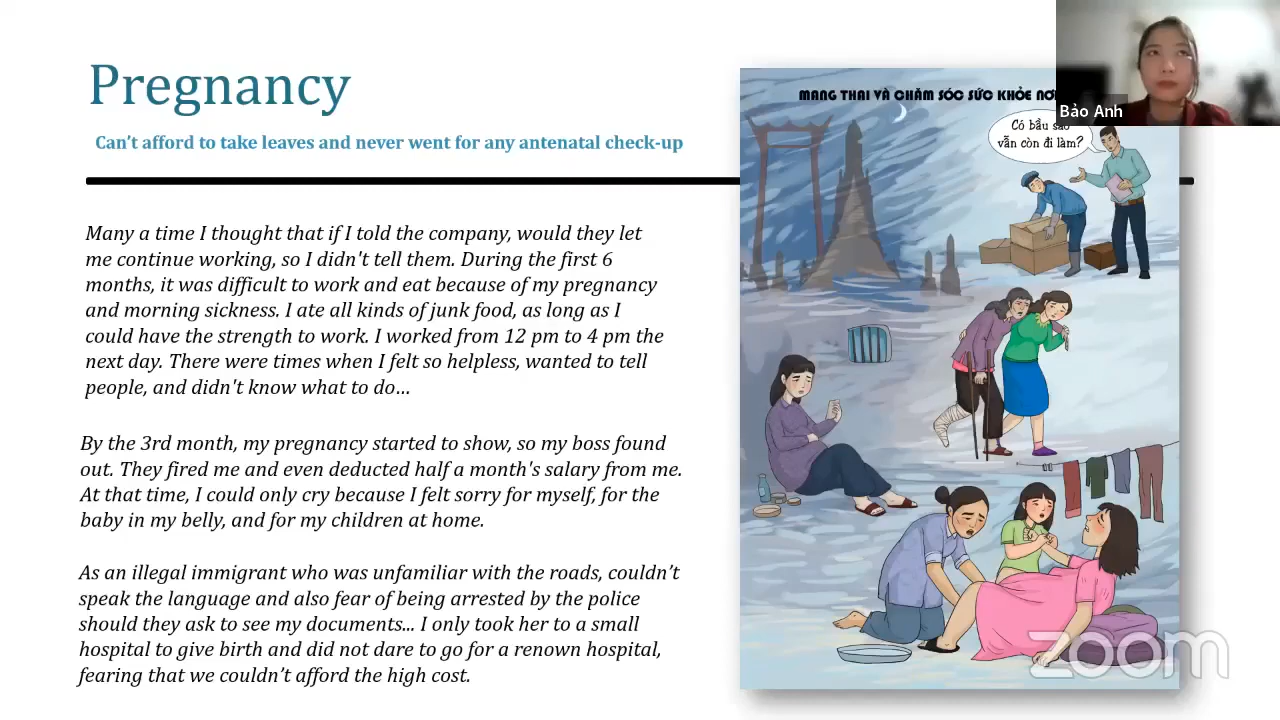 Pregnancy
Can't afford to take leaves and never went for any antenatal check-up
Many a time I thought that if I told the company, would they let
me continue working, so I didn't tell them. During the first 6
months, it was difficult to work and eat because of my pregnancy
and morning sickness. I ate all kinds of junk food, as long as I
could have the strength to work. I worked from 12 pm to 4 pm the
next day. There were times when I felt so helpless, wanted to tell
people, and didn't know what to do…
By the 3rd month, my pregnancy started to show, so my boss found
out. They fired me and even deducted half a month's salary from me.
At that time, I could only cry because I felt sorry for myself, for the
baby in my belly, and for my children at home.
As an illegal immigrant who was unfamiliar with the roads, couldn't
speak the language and also fear of being arrested by the police
should they ask to see my documents... I only took her to a small
hospital to give birth and did not dare to go for a renown hospital,
fearing that we couldn't afford the high cost.
MANG THAI VÀ CHĂM SÓC SỨC KHỎE
Có bầu sao
vẫn còn đi làm?
Bảo Anh
zoom